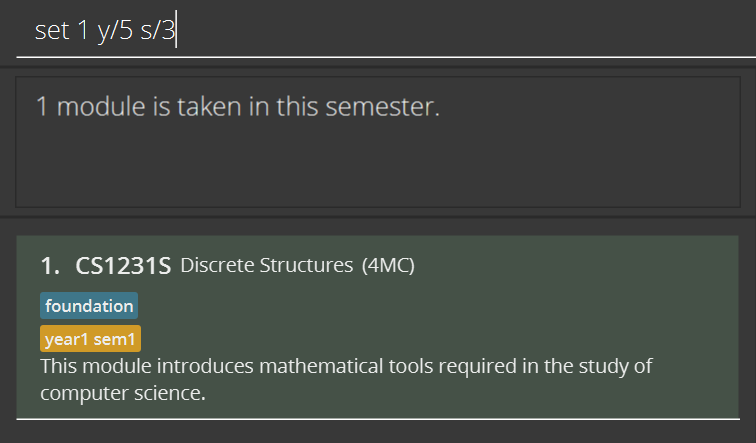 set 1 y/5 s/3
1 module is taken in this semester.
1. CS1231S Discrete Structures (4MC)
foundation
year1 sem1
This module introduces mathematical tools required in the study of
computer science.